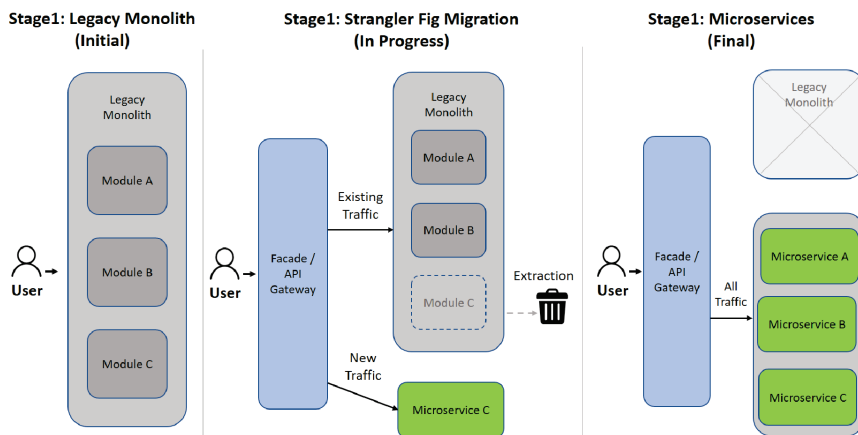 Stage1: Legacy Monolith
(Initial)
Legacy
Monolith
Module A
Module B
Module C
User
Stage1: Strangler Fig Migration
(In Progress)
User
Facade /
API
Gateway
Existing
Traffic
New
Traffic
Legacy
Monolith
Module A
Module B
Module C
Extraction
Microservice C
Stage1: Microservices
(Final)
User
Facade /
API
Gateway
All
Traffic
Legacy
Monolith
Microservice A
Microservice B
Microservice C